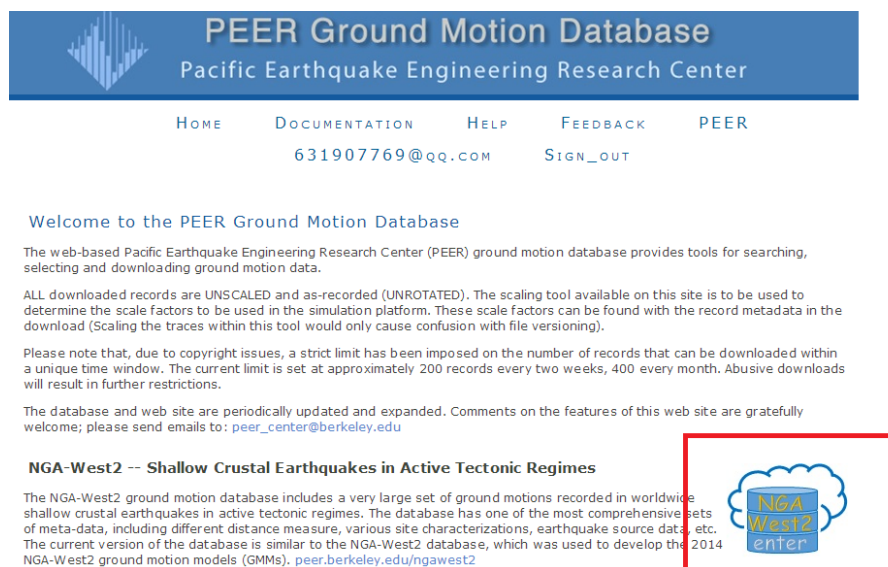 PEER Ground Motion Database
Pacific Earthquake Engineering Research Center
HOME DOCUMENTATION HELP FEEDBACK PEER
631907769@QQ.COM SIGN_OUT
Welcome to the PEER Ground Motion Database
The web-based Pacific Earthquake Engineering Research Center (PEER) ground motion database provides tools for searching,
selecting and downloading ground motion data.
ALL downloaded records are UNSCALED and as-recorded (UNROTATED). The scaling tool available on this site is to be used to
determine the scale factors to be used in the simulation platform. These scale factors can be found with the record metadata in the
download (Scaling the traces within this tool would only cause confusion with file versioning).
Please note that, due to copyright issues, a strict limit has been imposed on the number of records that can be downloaded within
a unique time window. The current limit is set at approximately 200 records every two weeks, 400 every month. Abusive downloads
will result in further restrictions.
The database and web site are periodically updated and expanded. Comments on the features of this web site are gratefully
welcome; please send emails to: peer_center@berkeley.edu
NGA-West2 -- Shallow Crustal Earthquakes in Active Tectonic Regimes
The NGA-West2 ground motion database includes a very large set of ground motions recorded in worldwide
shallow crustal earthquakes in active tectonic regimes. The database has one of the most comprehensive sets
of meta-data, including different distance measure, various site characterizations, earthquake source data, etc.
The current version of the database is similar to the NGA-West2 database, which was used to develop the 2014
NGA-West2 ground motion models (GMMs). peer.berkeley.edu/ngawest2
NGA
West2
enter